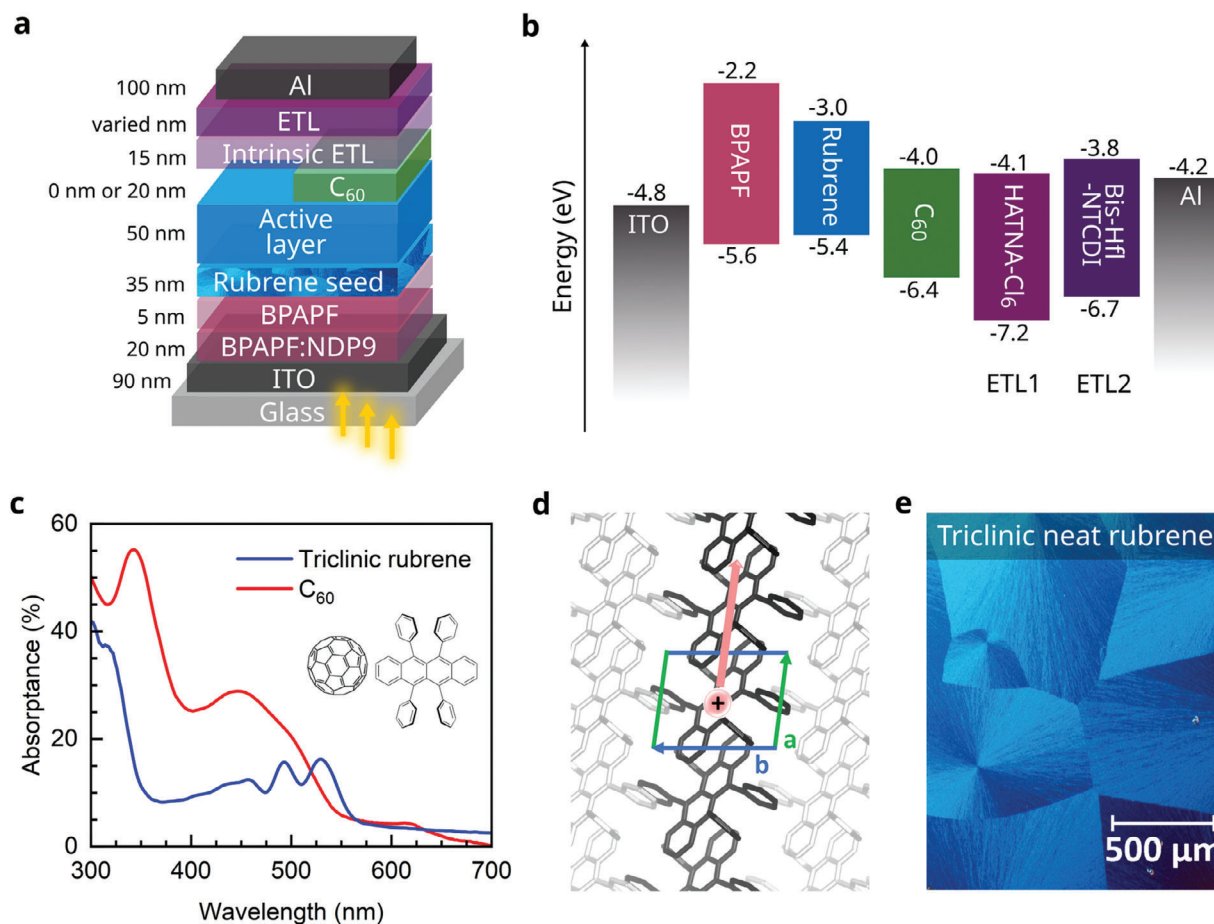 a
100 nm
Al
varied nm
ETL
15 nm
Intrinsic ETL
0 nm or 20 nm
C₆₀
50 nm
Active
layer
35 nm
Rubrene seed
5 nm
BPAPF
20 nm
BPAPF:NDP9
90 nm
ITO
Glass
b
Energy (eV)
-4.8
ITO
-2.2
BPAPF
-5.6
-3.0
Rubrene
-5.4
-4.0
C₆₀
-6.4
-4.1
HATNA-Cl₆
-7.2
ETL1
-3.8
Bis-Hfl
-NTCDI
-6.7
ETL2
-4.2
Al
c
Absorptance (%)
60
40
20
0
Triclinic rubrene
C₆₀
300
400
500
600
700
Wavelength (nm)
d
+
a
b
e
Triclinic neat rubrene
500 µm